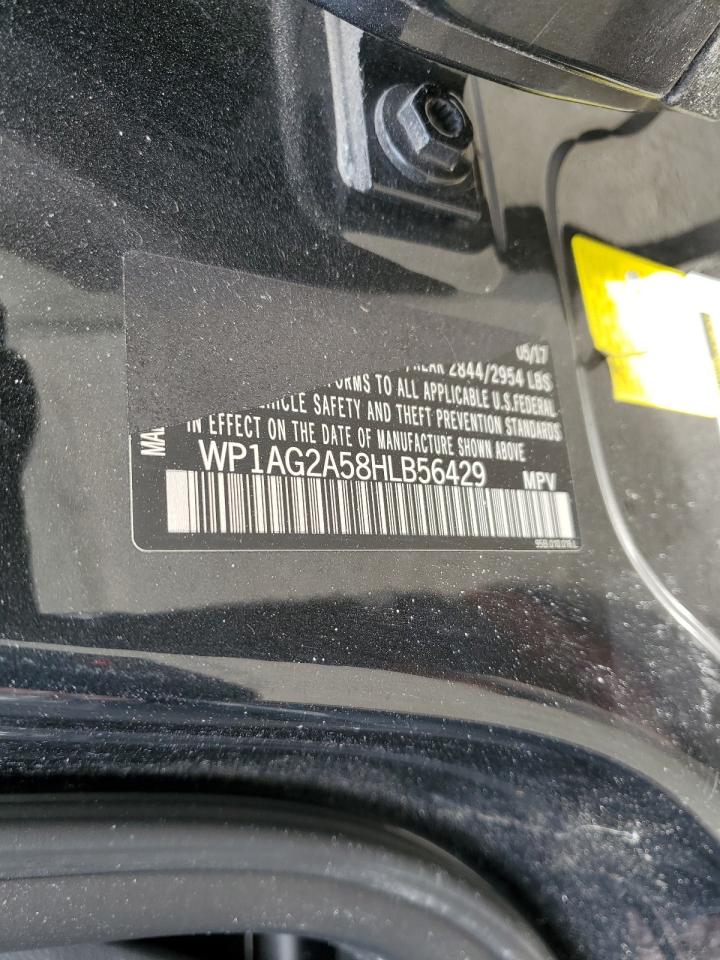 05/17
2844/2954 LBS
TO ALL APPLICABLE U.S.FEDERAL
SAFETY AND THEFT PREVENTION STANDARDS
IN EFFECT ON THE DATE OF MANUFACTURE SHOWN ABOVE
WP1AG2A58HLB56429 MPV